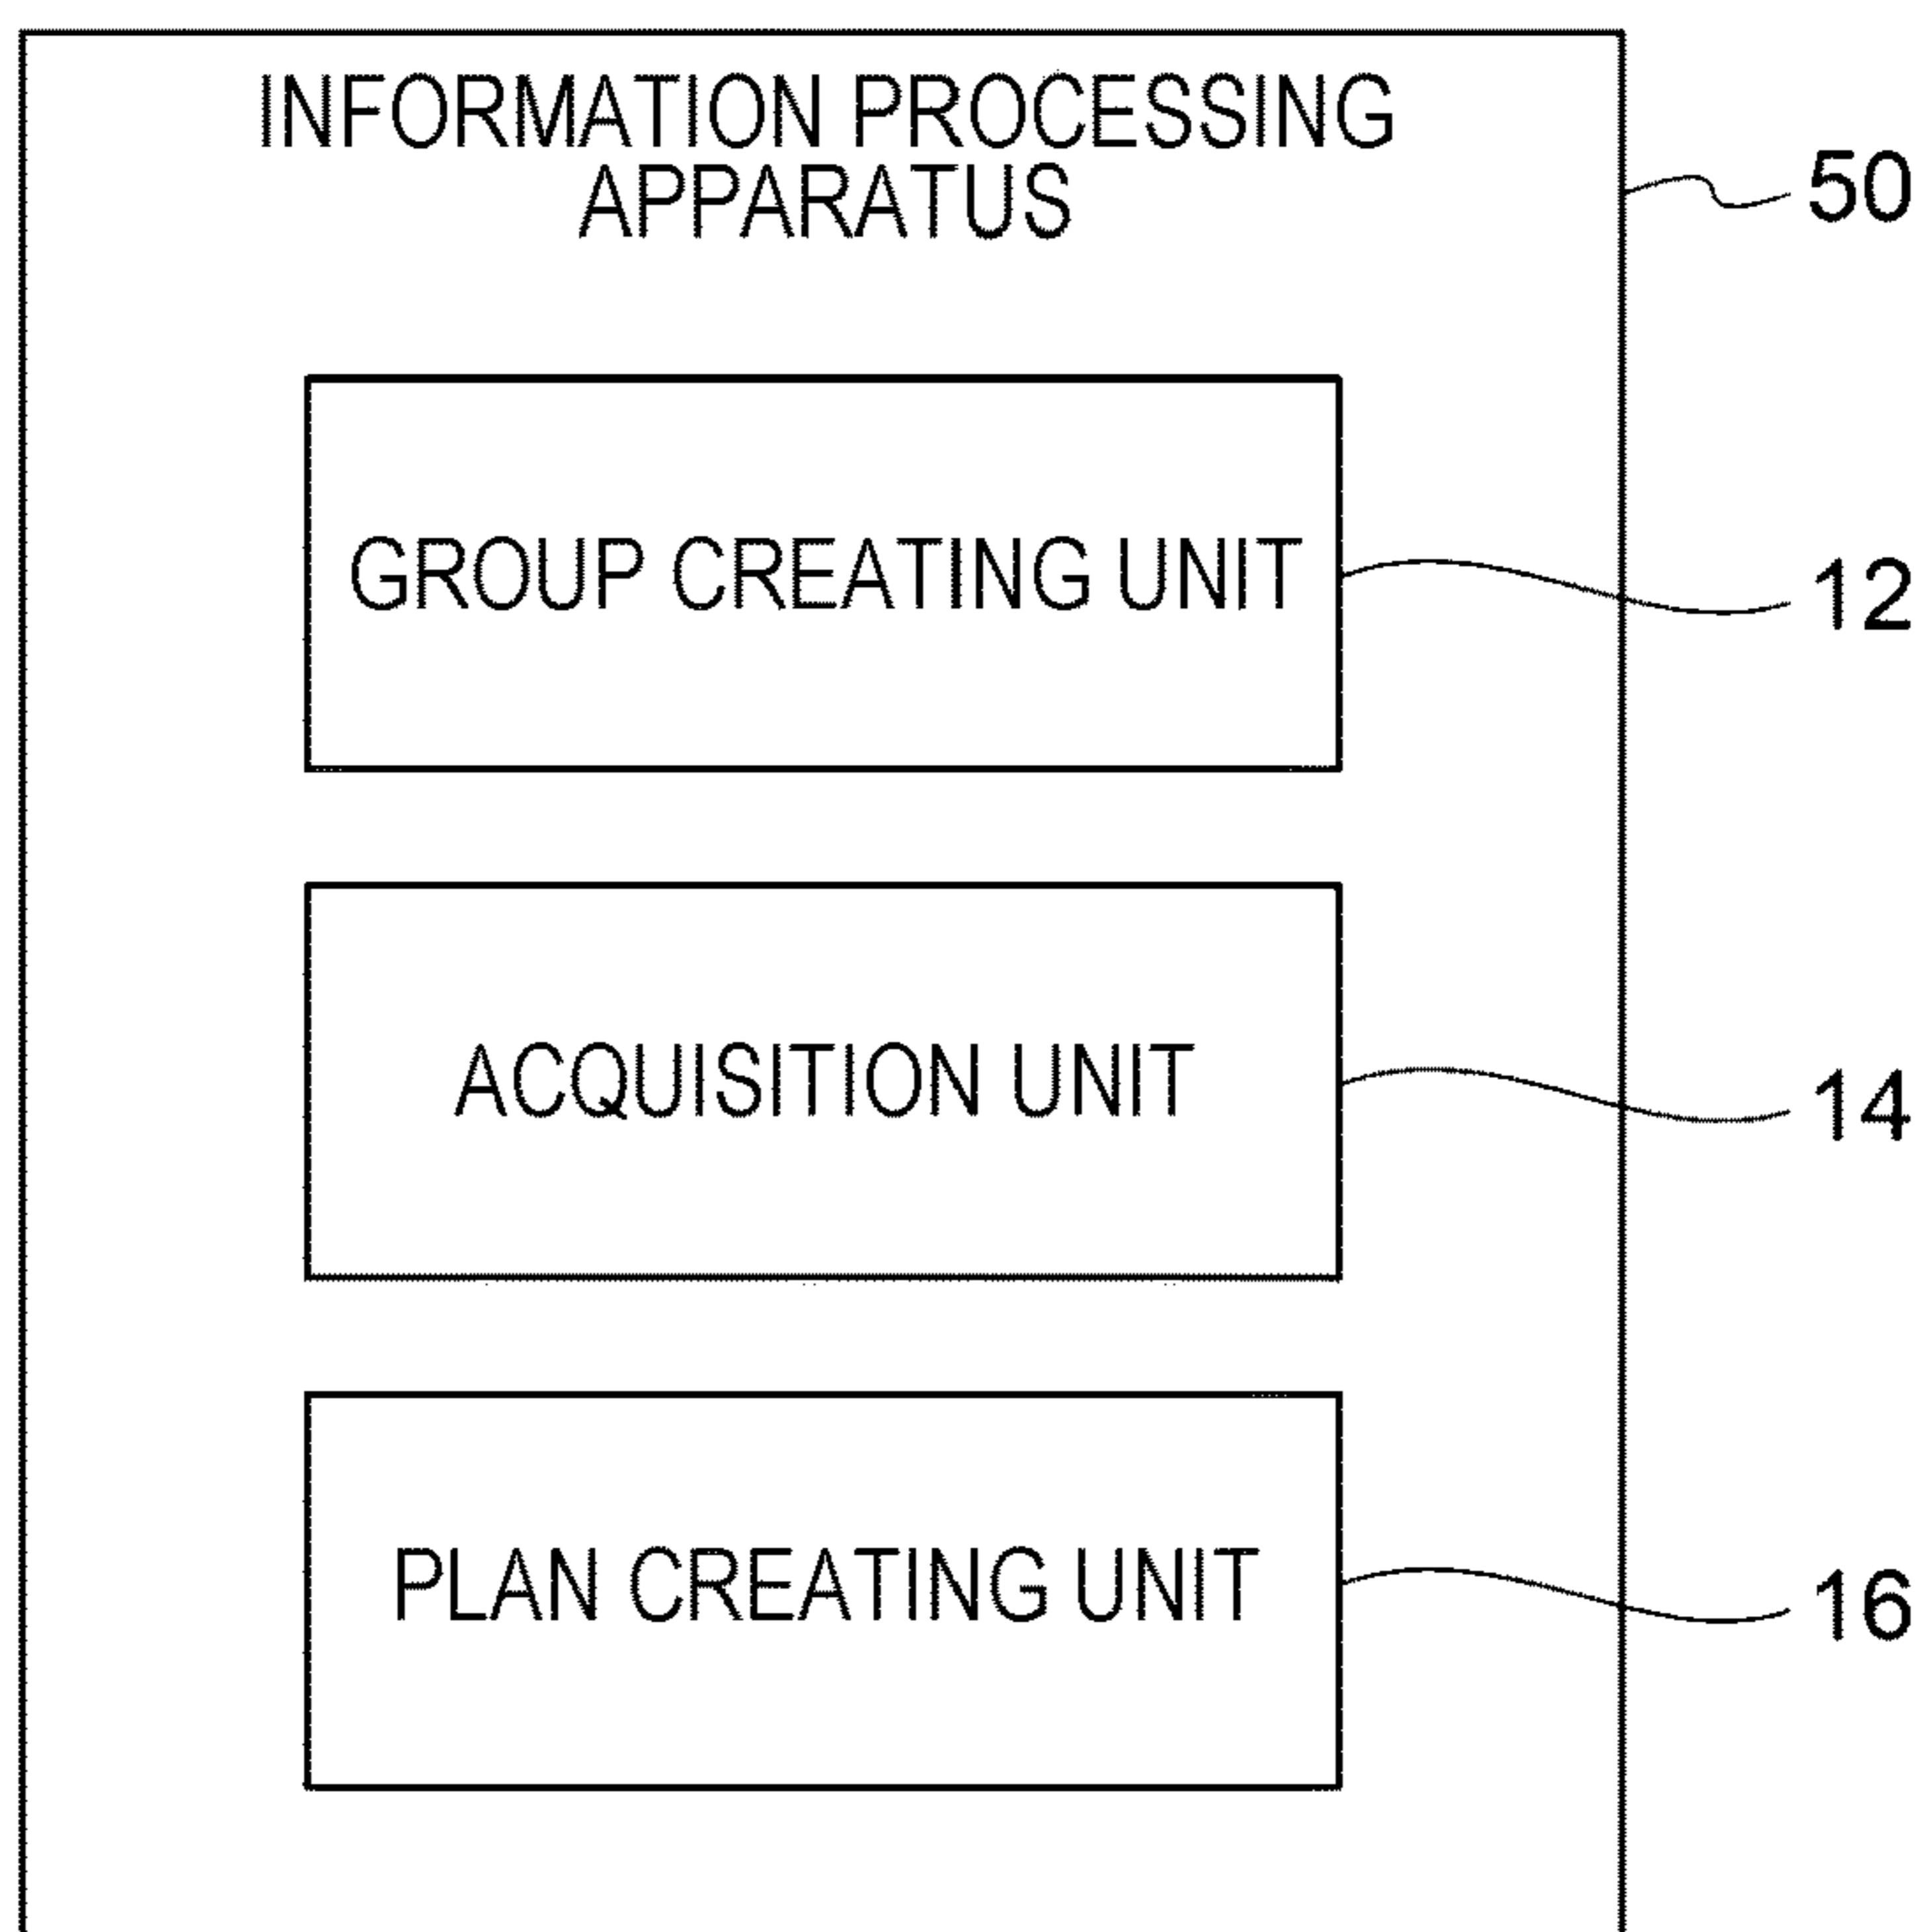 INFORMATION PROCESSING
APPARATUS
50
GROUP CREATING UNIT
12
ACQUISITION UNIT
14
PLAN CREATING UNIT
16